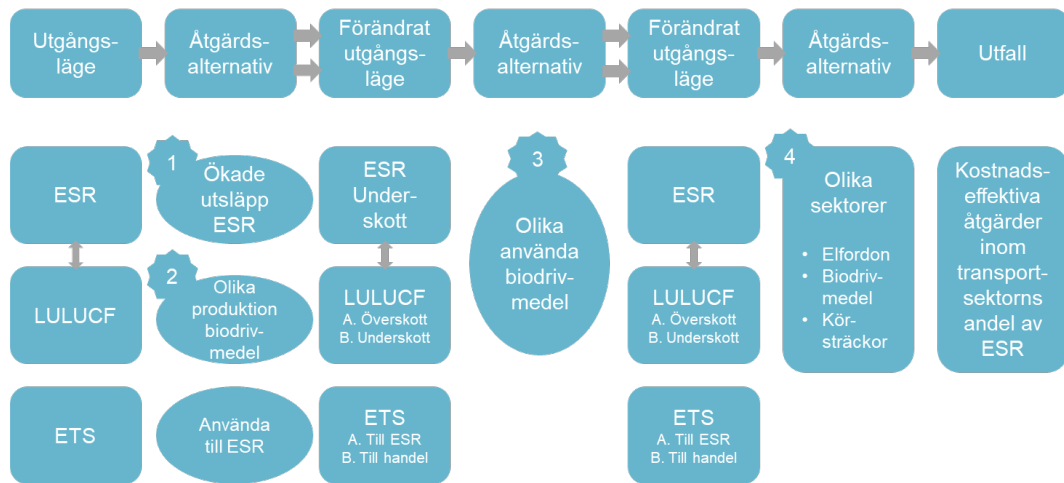 Utgångs-
läge
Åtgärds-
alternativ
Förändrat
utgångs-
läge
Åtgärds-
alternativ
Förändrat
utgångs-
läge
Åtgärds-
alternativ
Utfall
ESR
1
Ökade
utsläpp
ESR
ESR
Under-
skott
3
Olika
använda
biodriv-
medel
ESR
4
Olika
sektorer
• Elfordon
• Biodriv-
medel
• Kör-
sträckor
Kostnads-
effektiva
åtgärder
inom
transport-
sektorns
andel av
ESR
LULUCF
2
Olika
produktion
biodriv-
medel
LULUCF
A. Överskott
B. Underskott
LULUCF
A. Överskott
B. Underskott
ETS
Använda
till ESR
ETS
A. Till ESR
B. Till handel
ETS
A. Till ESR
B. Till handel